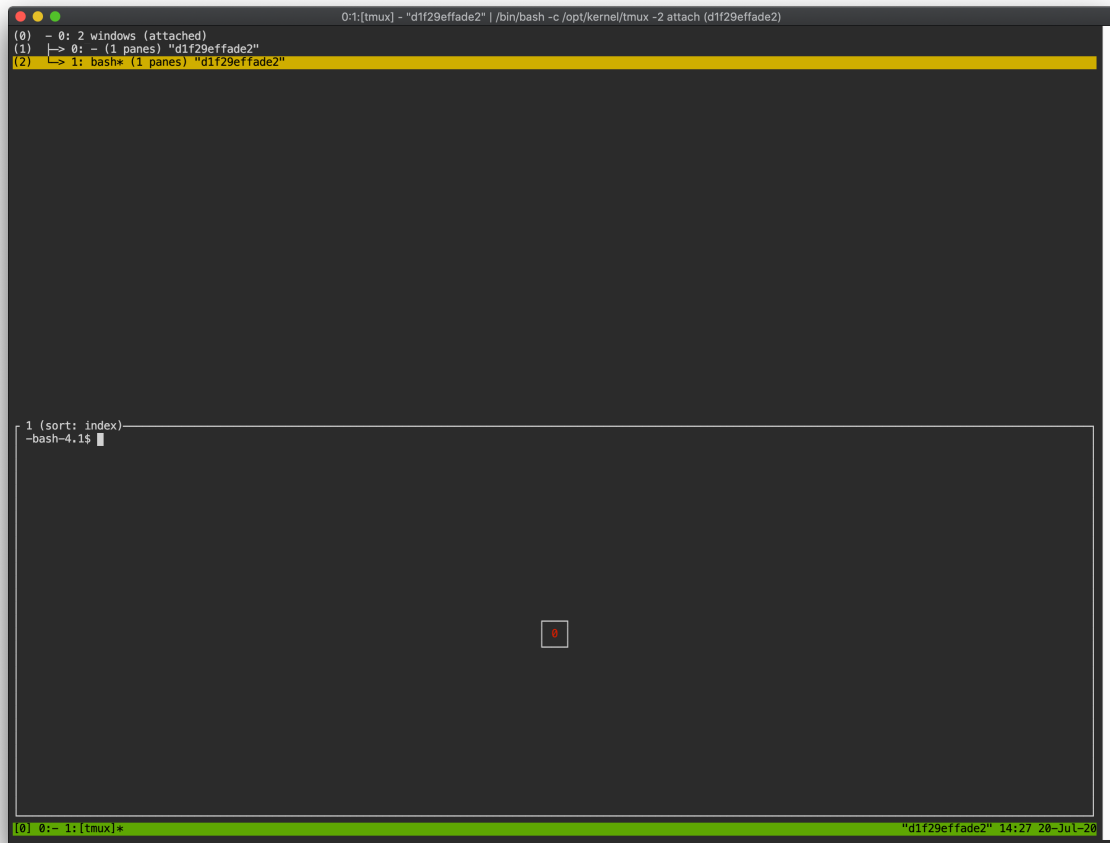 0:1:[tmux] - "d1f29effade2" | /bin/bash -c /opt/kernel/tmux -2 attach (d1f29effade2)
(0)  - 0: 2 windows (attached)
(1)  ├─> 0: - (1 panes) "d1f29effade2"
(2)  └─> 1: bash* (1 panes) "d1f29effade2"
1 (sort: index)
-bash-4.1$
0
[0] 0:- 1:[tmux]* "d1f29effade2" 14:27 20-Jul-20